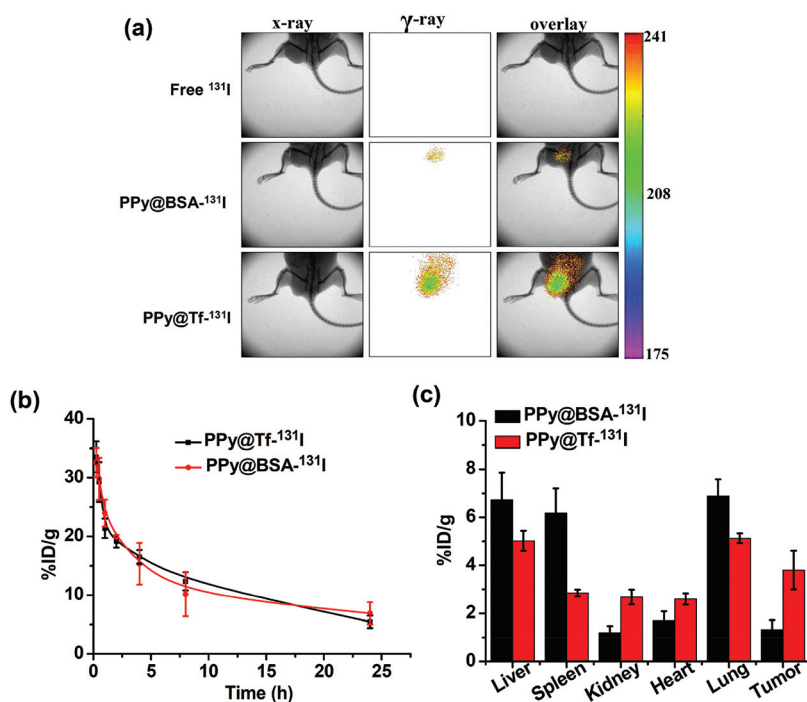 (a)
x-ray γ-ray overlay
Free ¹³¹I
PPy@BSA-¹³¹I
PPy@Tf-¹³¹I
241
208
175
(b)
PPy@Tf-¹³¹I
PPy@BSA-¹³¹I
40
35
30
20
10
0
%ID/g
0 5 10 15 20 25
Time (h)
(c)
PPy@BSA-¹³¹I
PPy@Tf-¹³¹I
10
8
6
4
2
0
%ID/g
Liver Spleen Kidney Heart Lung Tumor